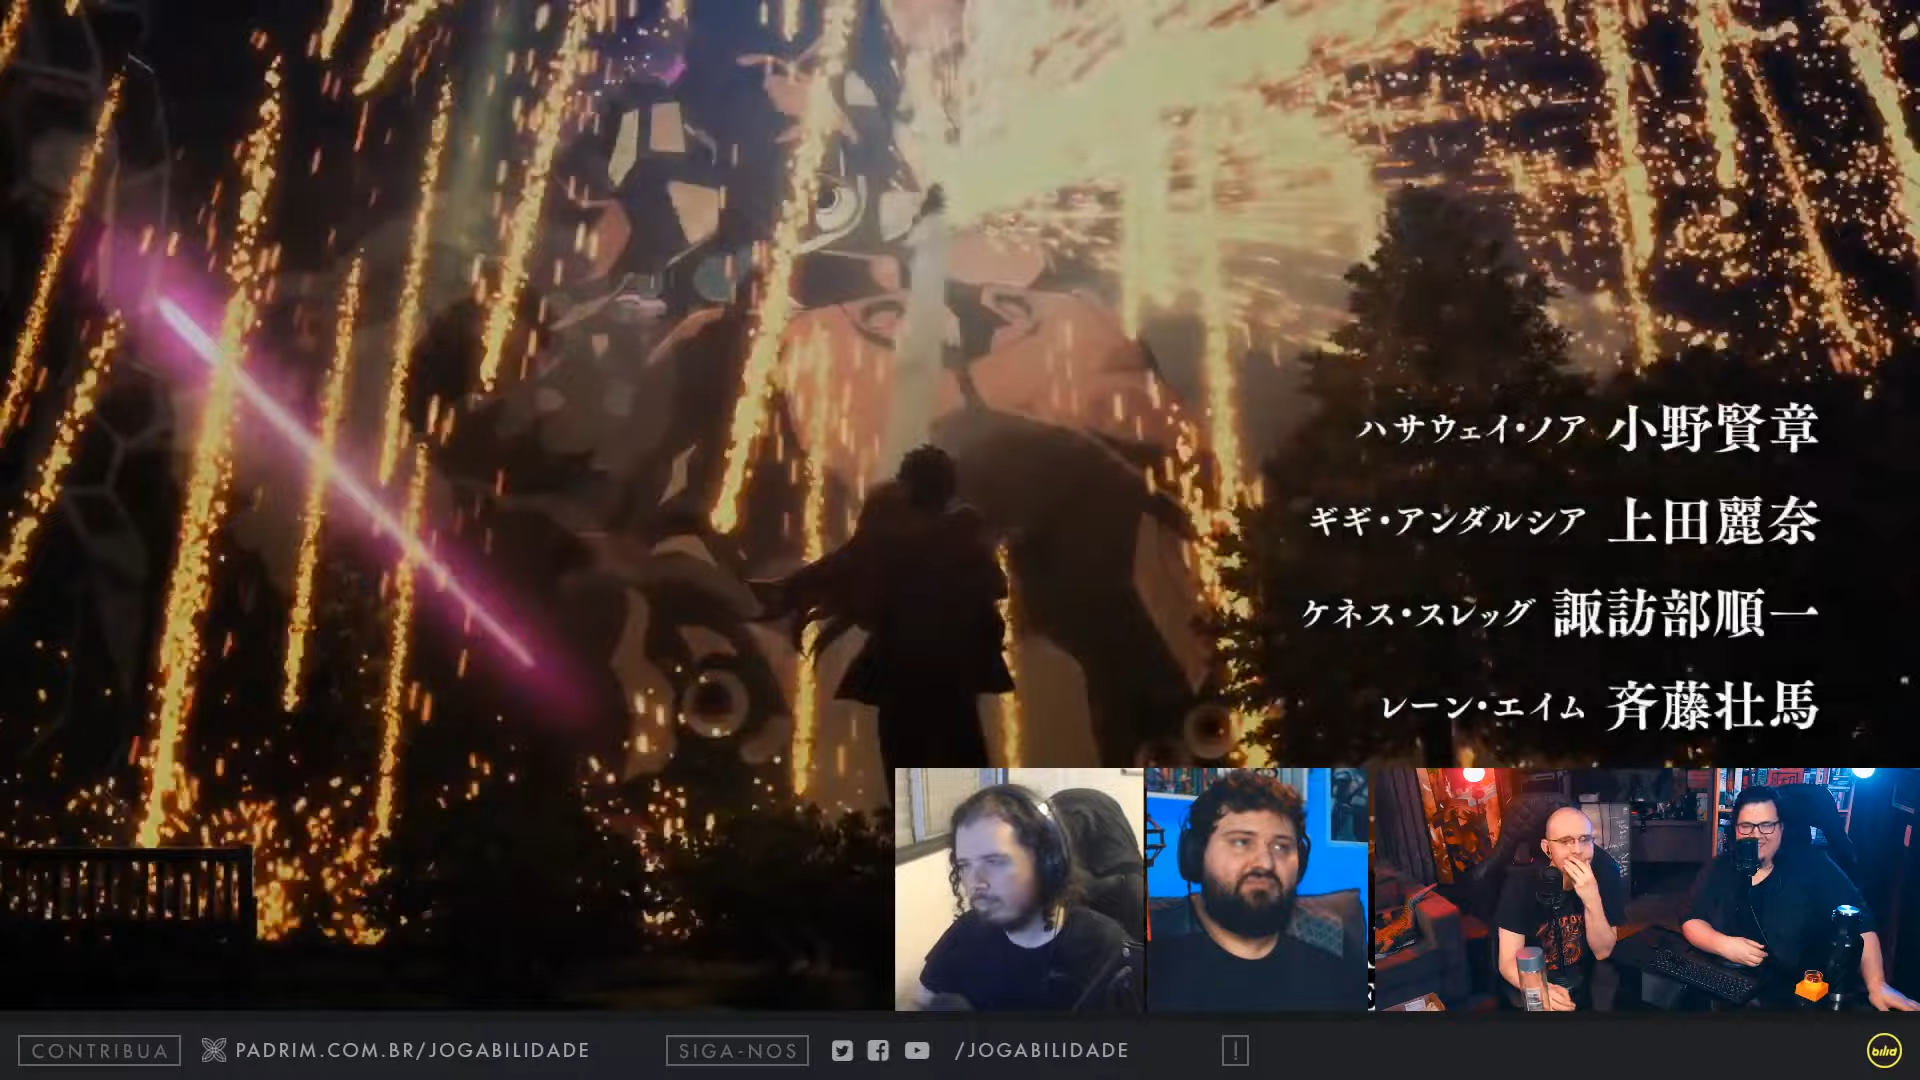 ハサウェイ・ノア 小野賢章
ギギ・アンダルシア 上田麗奈
ケネス・スレッグ 諏訪部順一
レーン・エイム 斉藤壮馬
CONTRIBUA PADRIM.COM.BR/JOGABILIDADE SIGA-NOS /JOGABILIDADE !